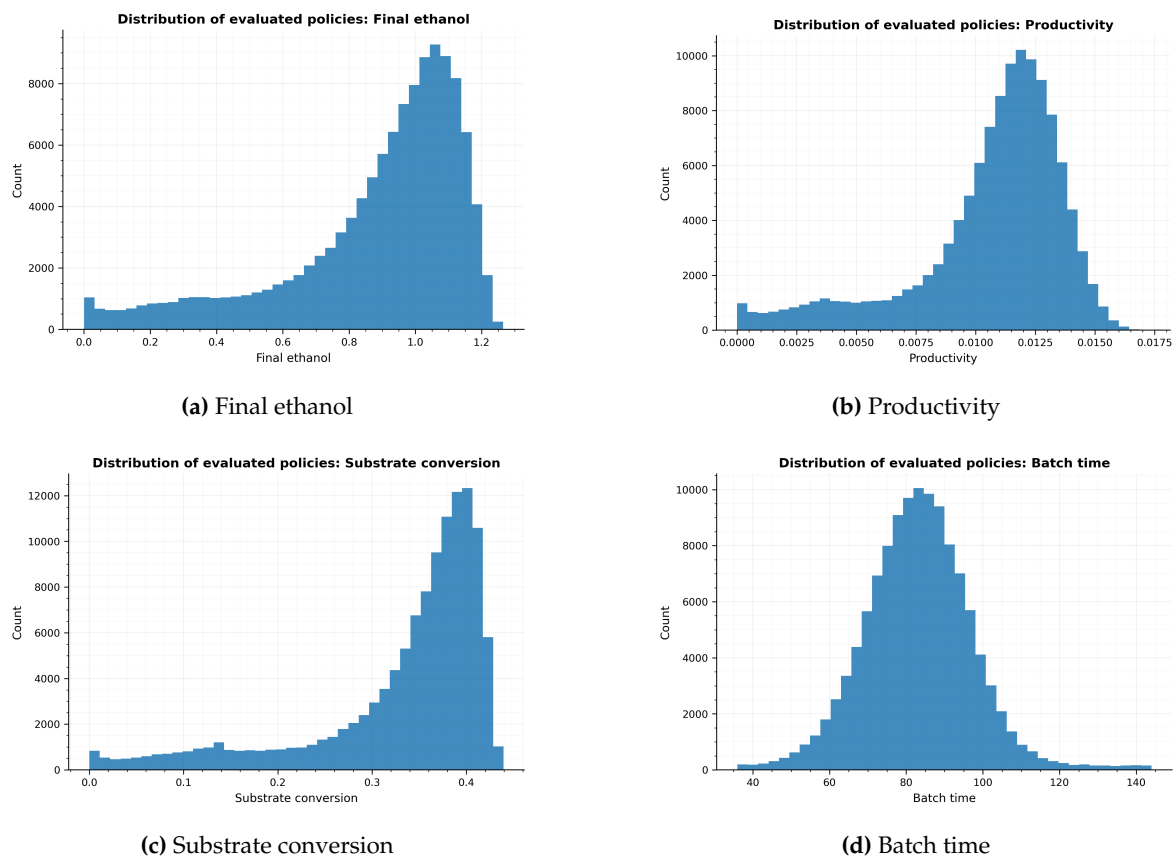 Distribution of evaluated policies: Final ethanol
8000
6000
4000
2000
0
Count
0.0 0.2 0.4 0.6 0.8 1.0 1.2
Final ethanol
(a) Final ethanol
Distribution of evaluated policies: Productivity
10000
8000
6000
4000
2000
0
Count
0.0000 0.0025 0.0050 0.0075 0.0100 0.0125 0.0150 0.0175
Productivity
(b) Productivity
Distribution of evaluated policies: Substrate conversion
12000
10000
8000
6000
4000
2000
0
Count
0.0 0.1 0.2 0.3 0.4
Substrate conversion
(c) Substrate conversion
Distribution of evaluated policies: Batch time
10000
8000
6000
4000
2000
0
Count
40 60 80 100 120 140
Batch time
(d) Batch time